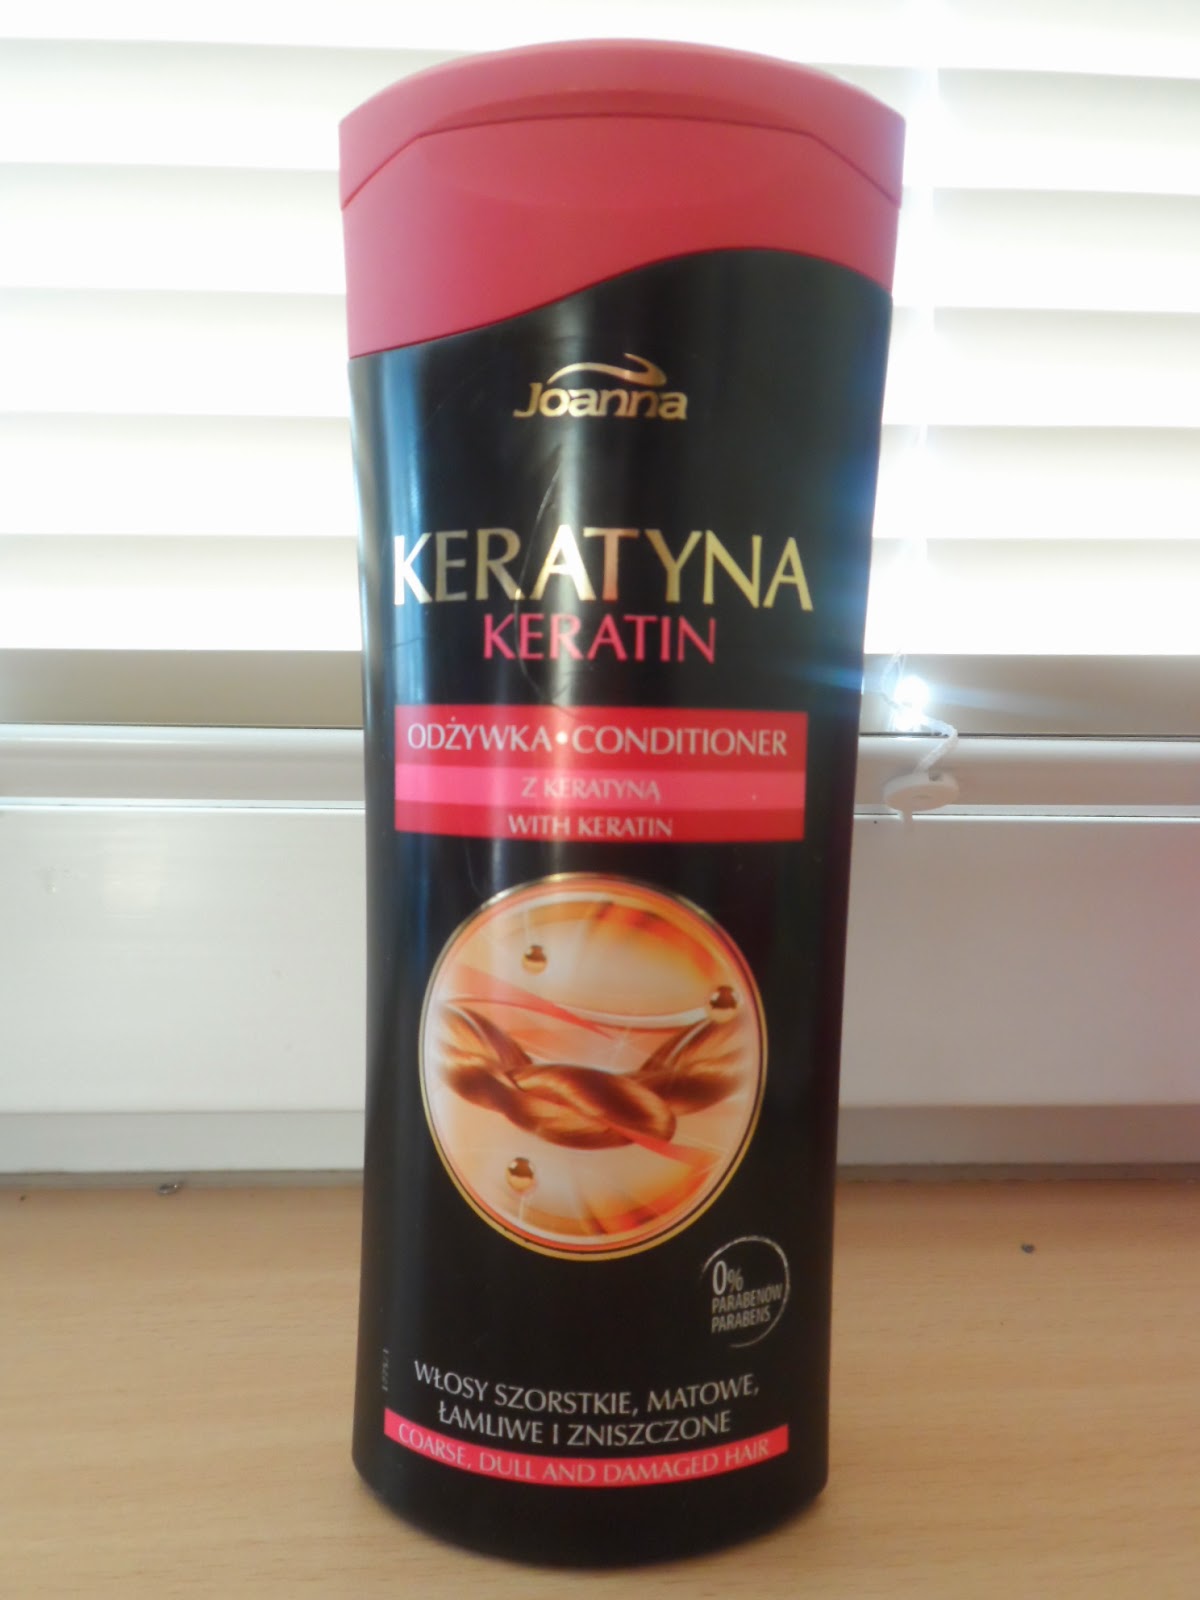 Joanna
KERATYNA
KERATIN
ODŻYWKA • CONDITIONER
Z KERATYNĄ
WITH KERATIN
0%
PARABENÓW
PARABENS
WŁOSY SZORSTKIE, MATOWE,
ŁAMLIWE I ZNISZCZONE
COARSE, DULL AND DAMAGED HAIR